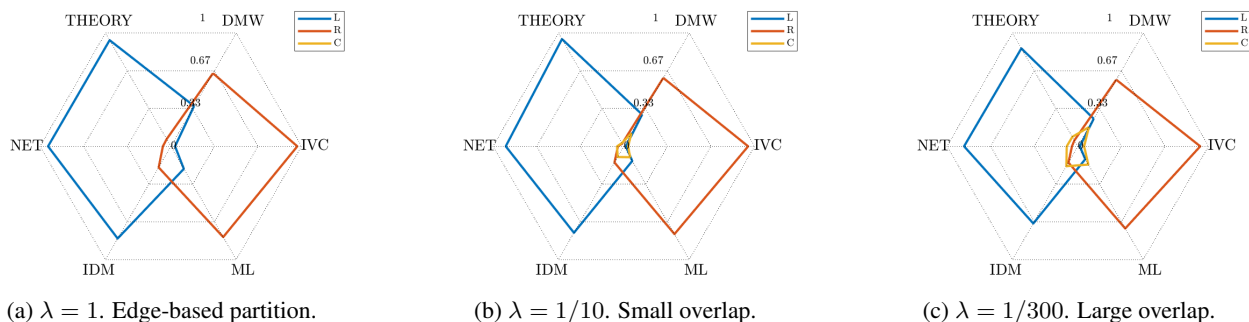 THEORY 1 DMW L
R
C
0.67
0.33
NET 0 IVC
IDM ML
(a) λ = 1. Edge-based partition.
THEORY 1 DMW L
R
C
0.67
0.33
NET 0 IVC
IDM ML
(b) λ = 1/10. Small overlap.
THEORY 1 DMW L
R
C
0.67
0.33
NET 0 IVC
IDM ML
(c) λ = 1/300. Large overlap.